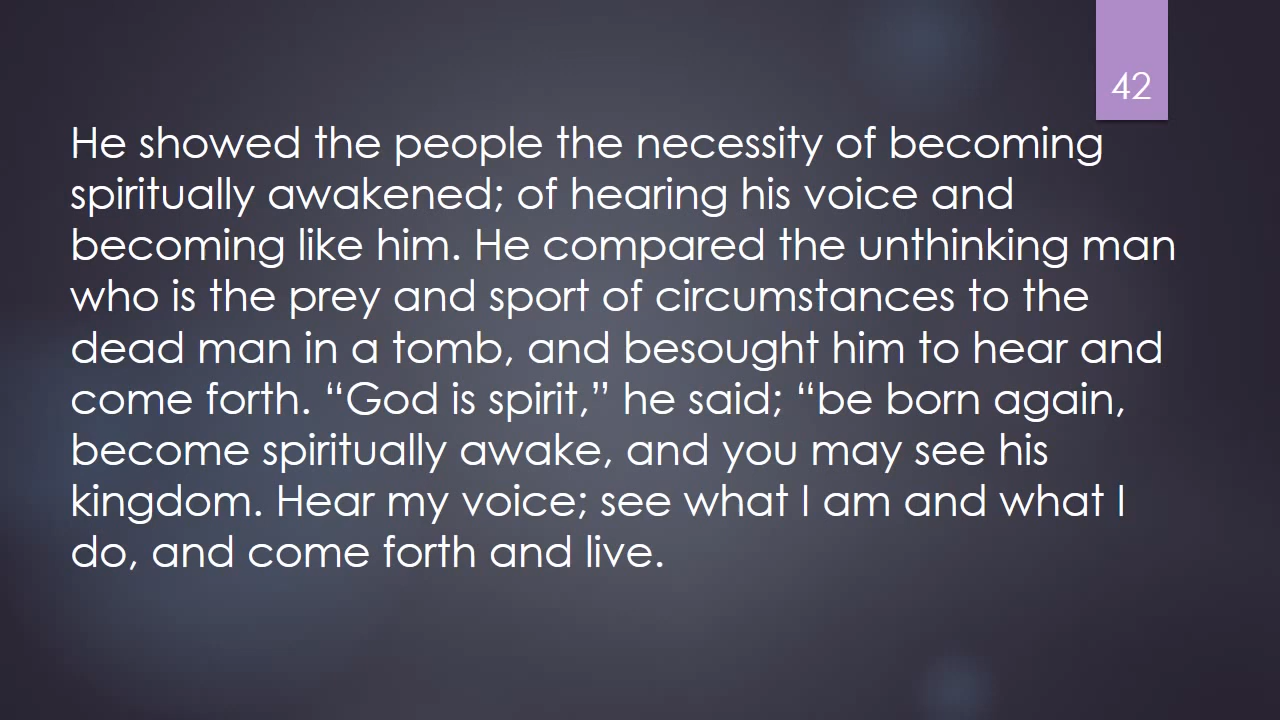 42
He showed the people the necessity of becoming
spiritually awakened; of hearing his voice and
becoming like him. He compared the unthinking man
who is the prey and sport of circumstances to the
dead man in a tomb, and besought him to hear and
come forth. “God is spirit,” he said; “be born again,
become spiritually awake, and you may see his
kingdom. Hear my voice; see what I am and what I
do, and come forth and live.